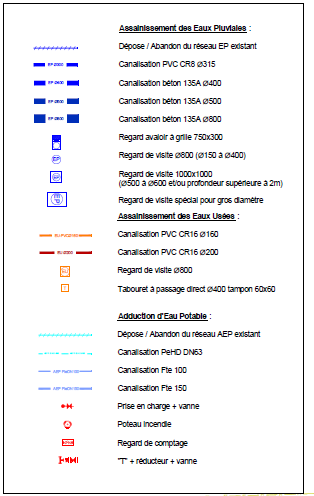 Assainissement des Eaux Pluviales :
Dépose / Abandon du réseau EP existant
Canalisation PVC CR8 Ø315
Canalisation béton 135A Ø400
Canalisation béton 135A Ø500
Canalisation béton 135A Ø800
Regard avaloir à grille 750x300
EP Regard de visite Ø800 (Ø150 à Ø400)
EP Regard de visite 1000x1000
(Ø500 à Ø600 et/ou profondeur supérieure à 2m)
Regard de visite spécial pour gros diamètre
Assainissement des Eaux Usées :
Canalisation PVC CR16 Ø160
Canalisation PVC CR16 Ø200
Regard de visite Ø800
T Tabouret à passage direct Ø400 tampon 60x60
Adduction d'Eau Potable :
Dépose / Abandon du réseau AEP existant
Canalisation PeHD DN63
Canalisation Fte 100
Canalisation Fte 150
Prise en charge + vanne
Poteau incendie
Regard de comptage
"T" + réducteur + vanne